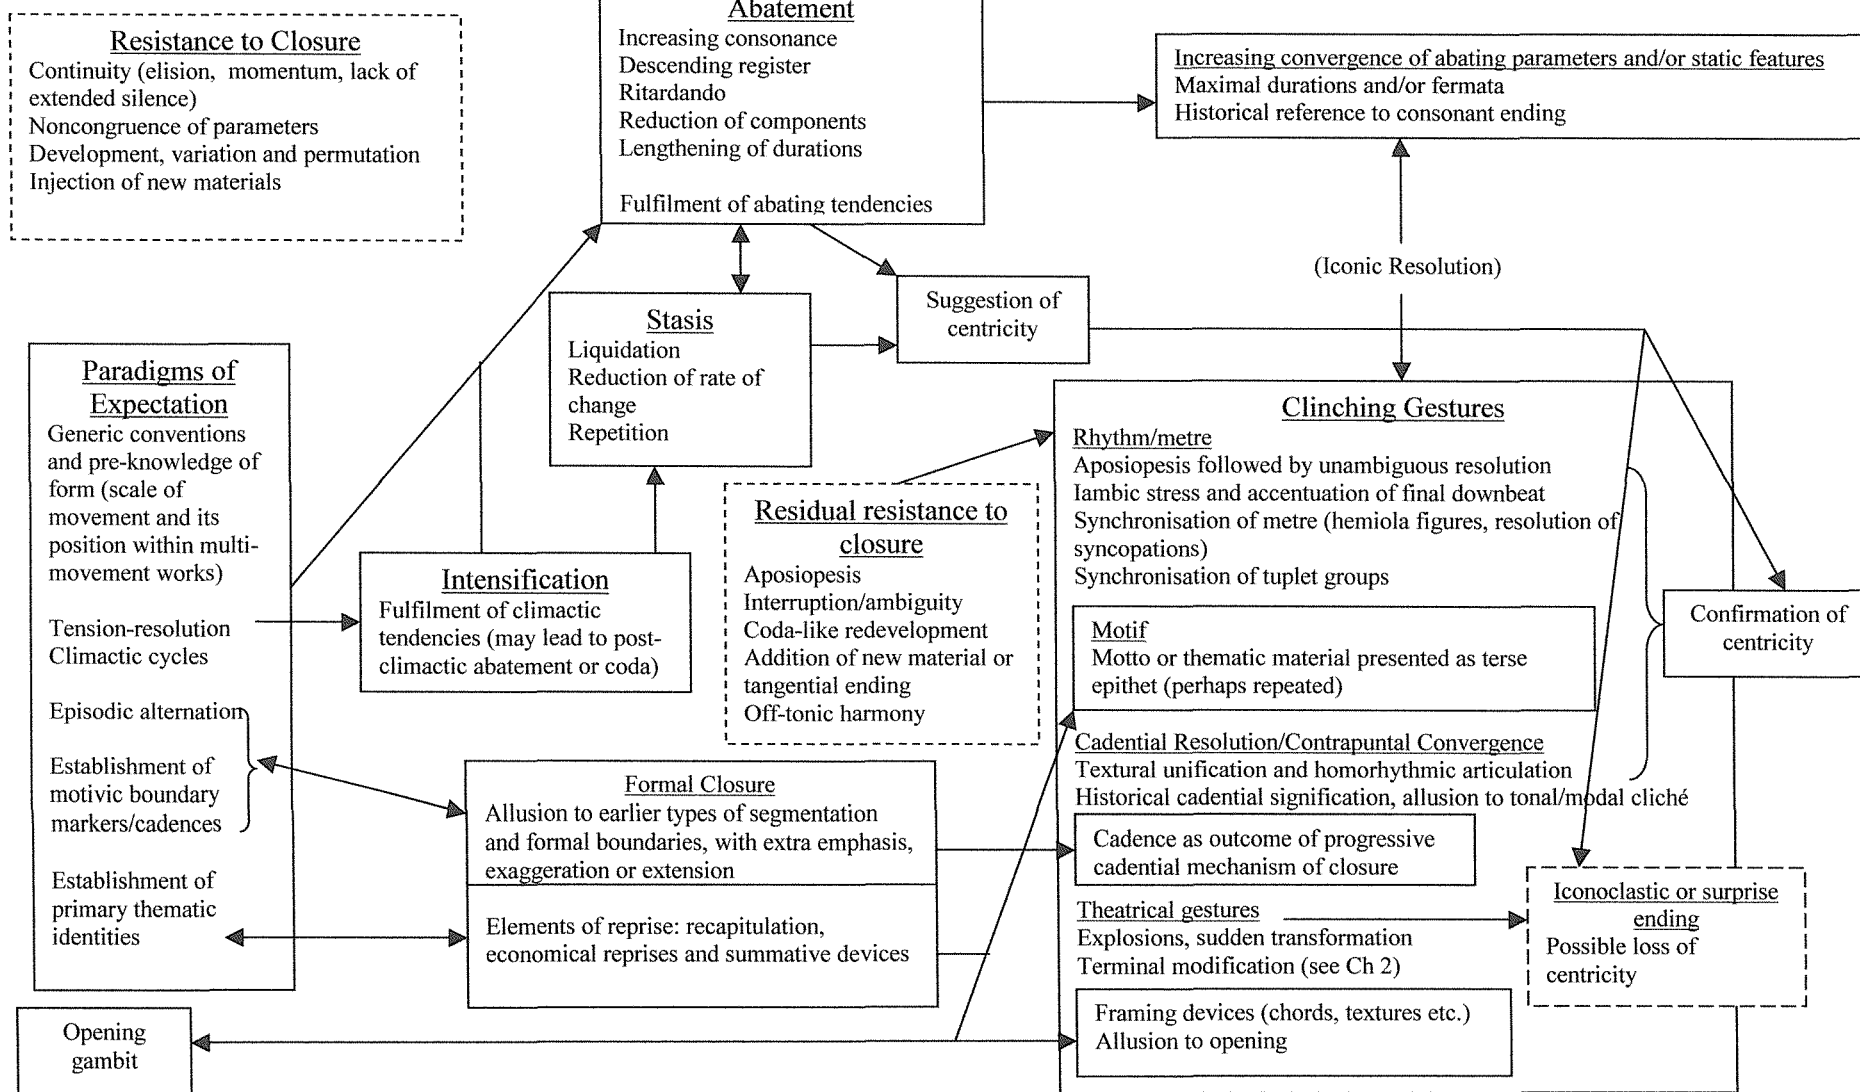 Resistance to Closure
Continuity (elision, momentum, lack of
extended silence)
Noncongruence of parameters
Development, variation and permutation
Injection of new materials
Abatement
Increasing consonance
Descending register
Ritardando
Reduction of components
Lengthening of durations
Fulfilment of abating tendencies
Increasing convergence of abating parameters and/or static features
Maximal durations and/or fermata
Historical reference to consonant ending
(Iconic Resolution)
Suggestion of
centricity
Stasis
Liquidation
Reduction of rate of
change
Repetition
Paradigms of
Expectation
Generic conventions
and pre-knowledge of
form (scale of
movement and its
position within multi-
movement works)
Tension-resolution
Climactic cycles
Episodic alternation
Establishment of
motivic boundary
markers/cadences
Establishment of
primary thematic
identities
Intensification
Fulfilment of climactic
tendencies (may lead to post-
climactic abatement or coda)
Residual resistance to
closure
Aposiopesis
Interruption/ambiguity
Coda-like redevelopment
Addition of new material or
tangential ending
Off-tonic harmony
Clinching Gestures
Rhythm/metre
Aposiopesis followed by unambiguous resolution
Iambic stress and accentuation of final downbeat
Synchronisation of metre (hemiola figures, resolution of
syncopations)
Synchronisation of tuplet groups
Motif
Motto or thematic material presented as terse
epithet (perhaps repeated)
Cadential Resolution/Contrapuntal Convergence
Textural unification and homorhythmic articulation
Historical cadential signification, allusion to tonal/modal cliché
Cadence as outcome of progressive
cadential mechanism of closure
Theatrical gestures
Explosions, sudden transformation
Terminal modification (see Ch 2)
Framing devices (chords, textures etc.)
Allusion to opening
Confirmation of
centricity
Iconoclastic or surprise
ending
Possible loss of
centricity
Formal Closure
Allusion to earlier types of segmentation
and formal boundaries, with extra emphasis,
exaggeration or extension
Elements of reprise: recapitulation,
economical reprises and summative devices
Opening
gambit